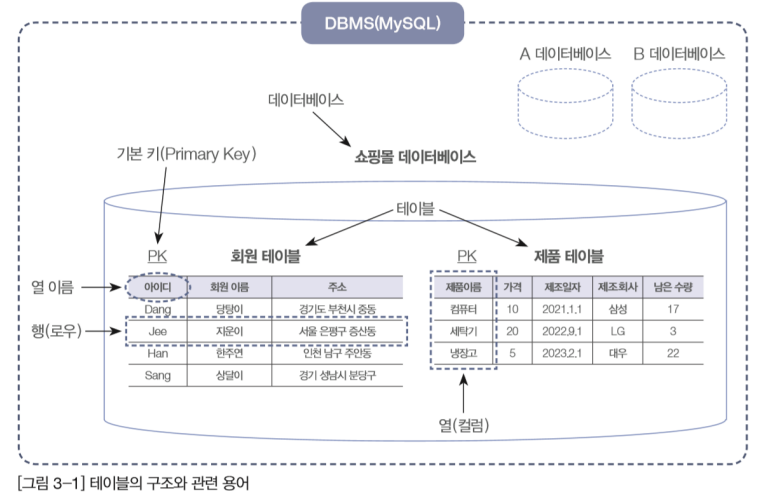 DBMS(MySQL)
A 데이터베이스 B 데이터베이스
데이터베이스
기본 키(Primary Key)
쇼핑몰 데이터베이스
테이블
PK 회원 테이블
열 이름
아이디 회원 이름 주소
Dang 당탕이 경기도 부천시 중동
행(로우)
Jee 지운이 서울 은평구 증산동
Han 한주연 인천 남구 주안동
Sang 상달이 경기 성남시 분당구
PK 제품 테이블
제품이름 가격 제조일자 제조회사 남은 수량
컴퓨터 10 2021.1.1 삼성 17
세탁기 20 2022.9.1 LG 3
냉장고 5 2023.2.1 대우 22
열(컬럼)
[그림 3-1] 테이블의 구조와 관련 용어